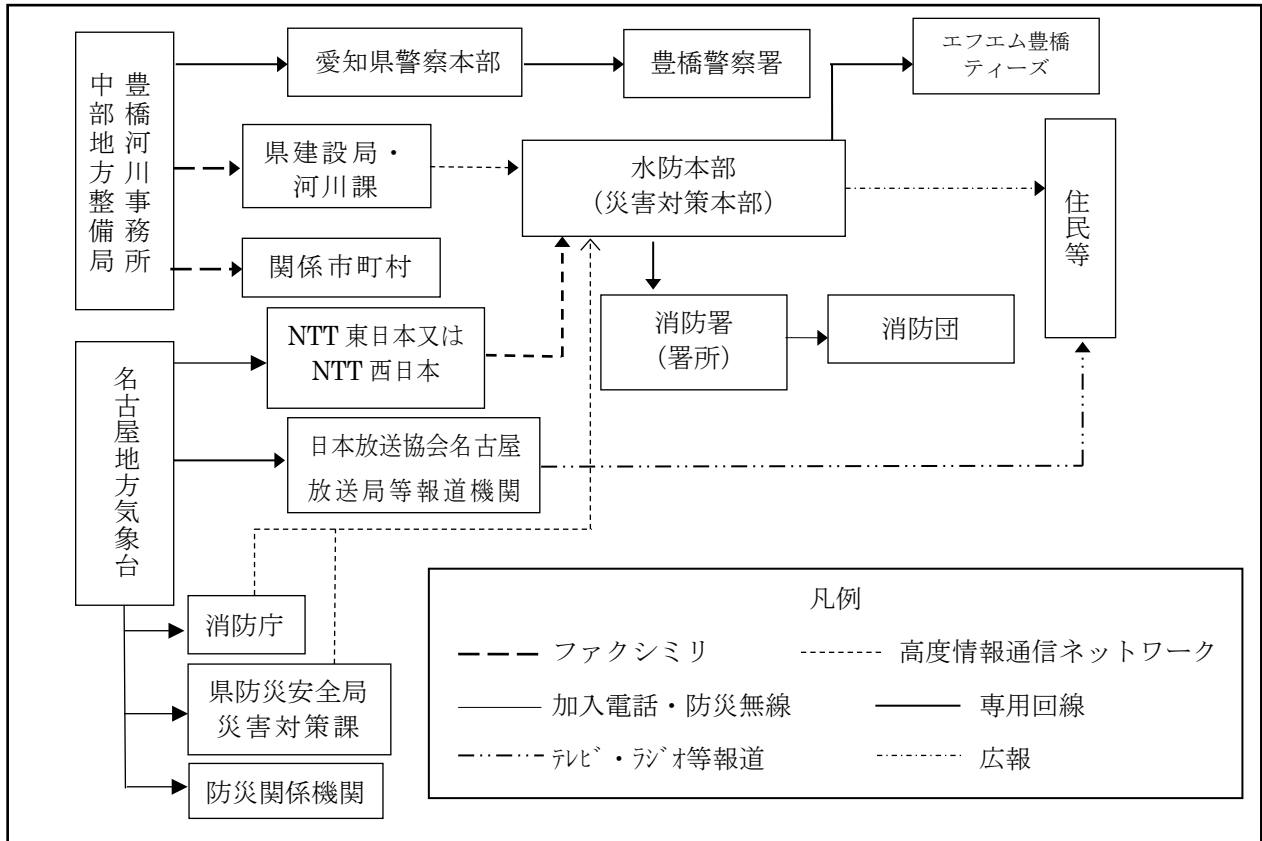 豊橋河川事務所
中部地方整備局
愛知県警察本部
豊橋警察署
エフエム豊橋
ティーズ
県建設局・
河川課
水防本部
(災害対策本部)
住民等
関係市町村
NTT 東日本又は
NTT 西日本
消防署
(署所)
消防団
名古屋地方気象台
日本放送協会名古屋
放送局等報道機関
消防庁
県防災安全局
災害対策課
防災関係機関
凡例
ファクシミリ
高度情報通信ネットワーク
加入電話・防災無線
専用回線
ﾃﾚﾋﾞ・ﾗｼﾞｵ等報道
広報